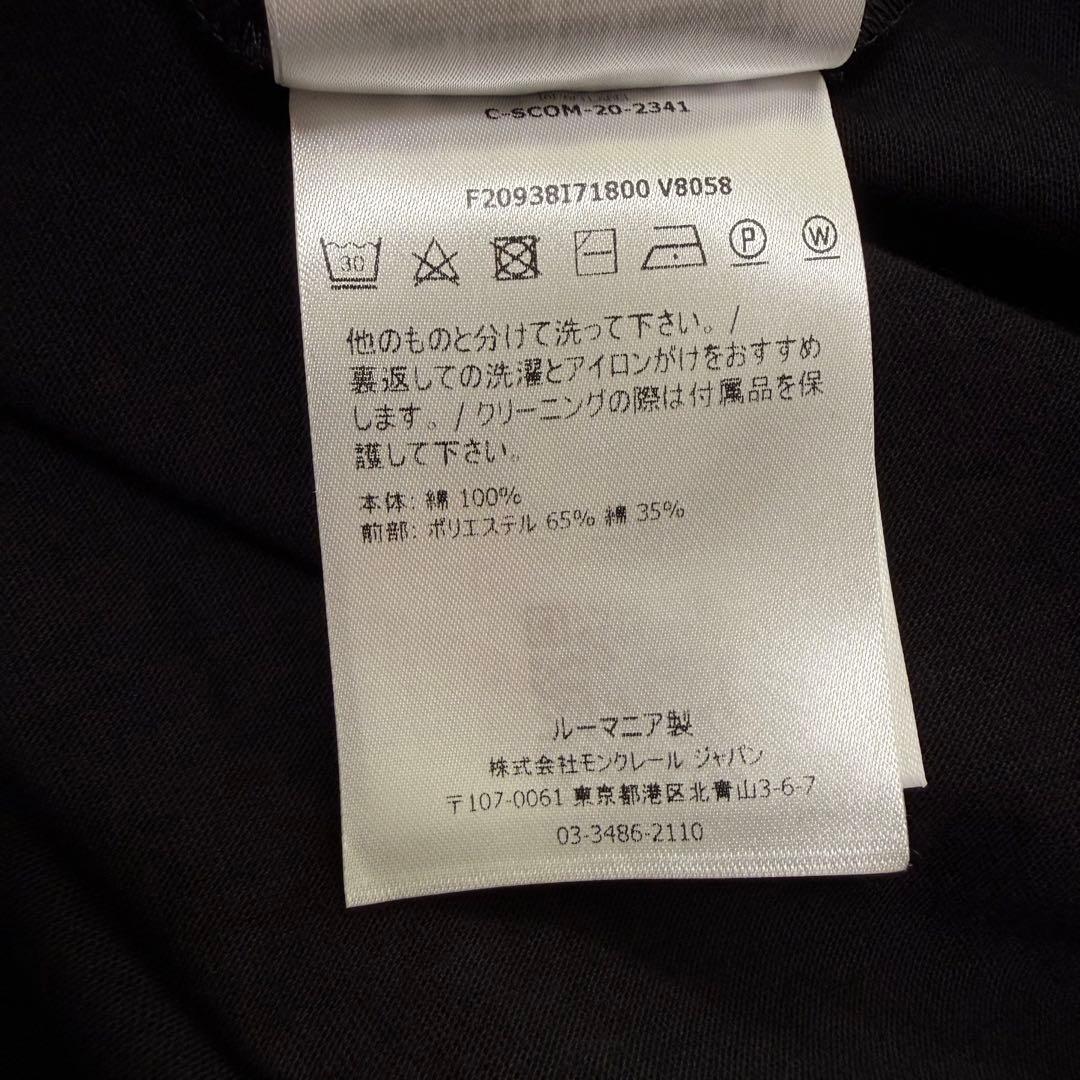 C-SCOM-20-2341
F20938I71800 V8058
30
P
W
他のものと分けて洗って下さい。/
裏返しての洗濯とアイロンがけをおすすめ
します。/ クリーニングの際は付属品を保
護して下さい。
本体: 綿 100%
前部: ポリエステル 65% 綿 35%
ルーマニア製
株式会社モンクレール ジャパン
〒107-0061 東京都港区北青山3-6-7
03-3486-2110